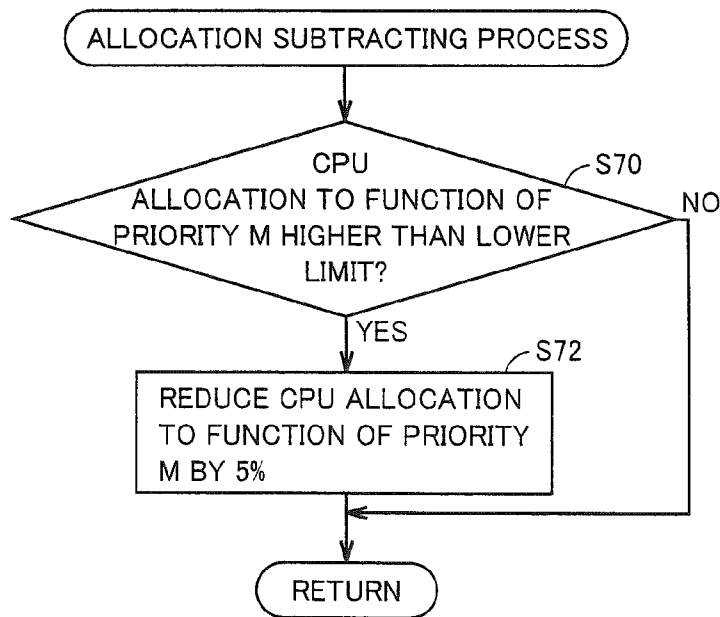 ALLOCATION SUBTRACTING PROCESS
CPU
ALLOCATION TO FUNCTION OF
PRIORITY M HIGHER THAN LOWER
LIMIT?
S70
NO
YES
S72
REDUCE CPU ALLOCATION
TO FUNCTION OF PRIORITY
M BY 5%
RETURN